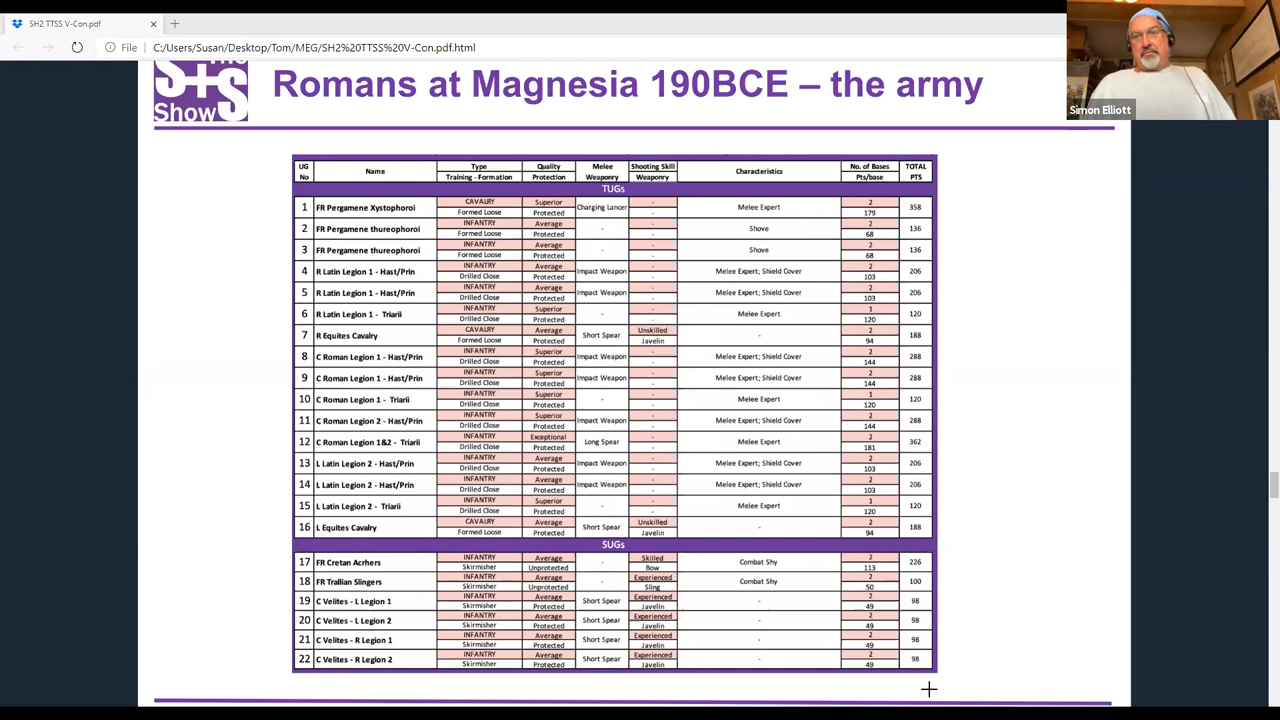 SH2 TTSS V-Con.pdf
File C:/Users/Susan/Desktop/Tom/MEG/SH2%20TTSS%20V-Con.pdf.html
Simon Elliott
The
S+S
Show
Romans at Magnesia 190BCE – the army
UG No Name Type Training - Formation Quality Protection Melee Weaponry Shooting Skill Weaponry Characteristics No. of Bases Pts/base TOTAL PTS
TUGs
1 FR Pergamene Xystophoroi CAVALRY Formed Loose Superior Protected Charging Lancer - - Melee Expert 2 179 358
2 FR Pergamene thureophoroi INFANTRY Formed Loose Average Protected - - - Shove 2 68 136
3 FR Pergamene thureophoroi INFANTRY Formed Loose Average Protected - - - Shove 2 68 136
4 R Latin Legion 1 - Hast/Prin INFANTRY Drilled Close Average Protected Impact Weapon - - Melee Expert; Shield Cover 2 103 206
5 R Latin Legion 1 - Hast/Prin INFANTRY Drilled Close Average Protected Impact Weapon - - Melee Expert; Shield Cover 2 103 206
6 R Latin Legion 1 - Triarii INFANTRY Drilled Close Superior Protected - - - Melee Expert 1 120 120
7 R Equites Cavalry CAVALRY Formed Loose Average Protected Short Spear Unskilled Javelin - 2 94 188
8 C Roman Legion 1 - Hast/Prin INFANTRY Drilled Close Superior Protected Impact Weapon - - Melee Expert; Shield Cover 2 144 288
9 C Roman Legion 1 - Hast/Prin INFANTRY Drilled Close Superior Protected Impact Weapon - - Melee Expert; Shield Cover 2 144 288
10 C Roman Legion 1 - Triarii INFANTRY Drilled Close Superior Protected - - - Melee Expert 1 120 120
11 C Roman Legion 2 - Hast/Prin INFANTRY Drilled Close Superior Protected Impact Weapon - - Melee Expert; Shield Cover 2 144 288
12 C Roman Legion 1&2 - Triarii INFANTRY Drilled Close Exceptional Protected Long Spear - - Melee Expert 2 181 362
13 L Latin Legion 2 - Hast/Prin INFANTRY Drilled Close Average Protected Impact Weapon - - Melee Expert; Shield Cover 2 103 206
14 L Latin Legion 2 - Hast/Prin INFANTRY Drilled Close Average Protected Impact Weapon - - Melee Expert; Shield Cover 2 103 206
15 L Latin Legion 2 - Triarii INFANTRY Drilled Close Superior Protected - - - Melee Expert 1 120 120
16 L Equites Cavalry CAVALRY Formed Loose Average Protected Short Spear Unskilled Javelin - 2 94 188
SUGs
17 FR Cretan Acrhers INFANTRY Skirmisher Average Unprotected - Skilled Bow Combat Shy 2 113 226
18 FR Trallian Slingers INFANTRY Skirmisher Average Unprotected - Experienced Sling Combat Shy 2 50 100
19 C Velites - L Legion 1 INFANTRY Skirmisher Average Protected Short Spear Experienced Javelin - 2 49 98
20 C Velites - L Legion 2 INFANTRY Skirmisher Average Protected Short Spear Experienced Javelin - 2 49 98
21 C Velites - R Legion 1 INFANTRY Skirmisher Average Protected Short Spear Experienced Javelin - 2 49 98
22 C Velites - R Legion 2 INFANTRY Skirmisher Average Protected Short Spear Experienced Javelin - 2 49 98